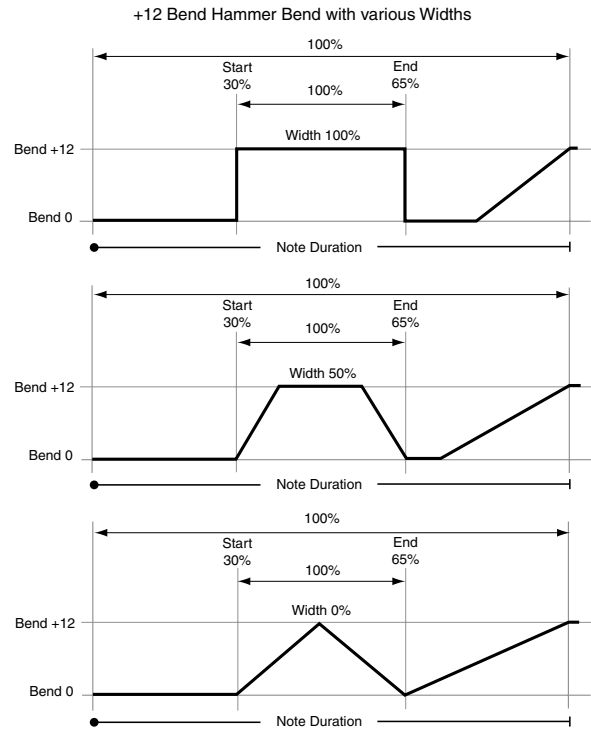 +12 Bend Hammer Bend with various Widths
100%
Start
30%
End
65%
100%
Width 100%
Bend +12
Bend 0
Note Duration
100%
Start
30%
End
65%
100%
Width 50%
Bend +12
Bend 0
Note Duration
100%
Start
30%
End
65%
100%
Width 0%
Bend +12
Bend 0
Note Duration